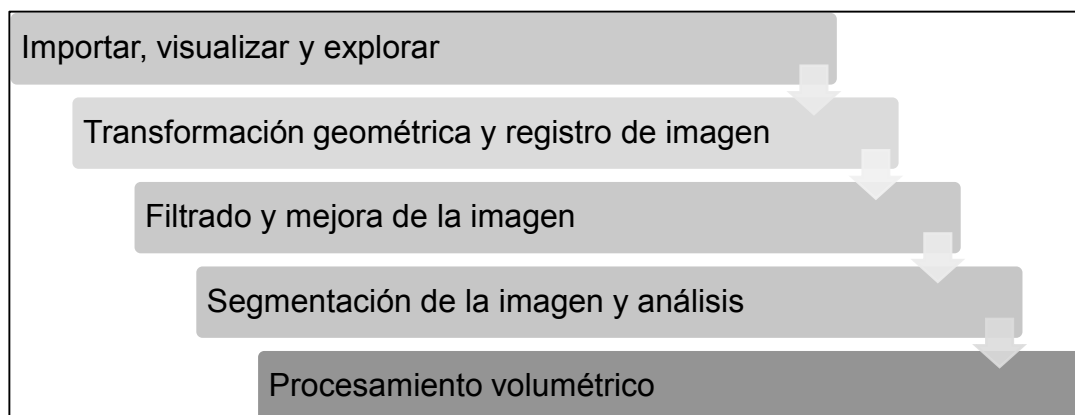 Importar, visualizar y explorar
Transformación geométrica y registro de imagen
Filtrado y mejora de la imagen
Segmentación de la imagen y análisis
Procesamiento volumétrico